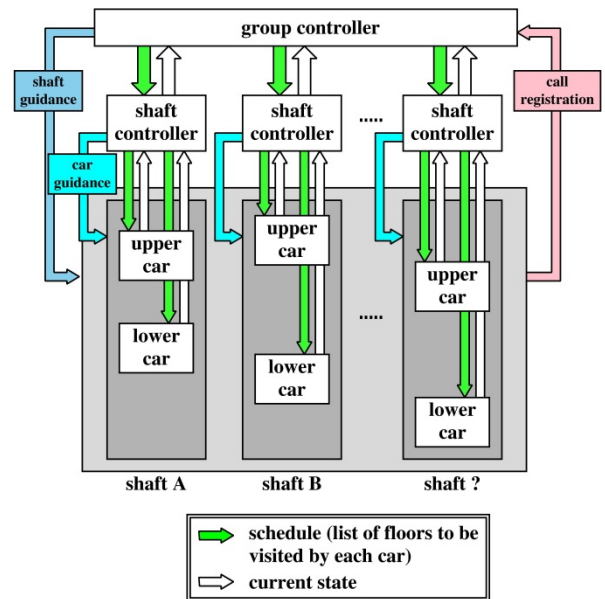 group controller
shaft
guidance
call
registration
shaft
controller
shaft
controller
.....
shaft
controller
car
guidance
upper
car
upper
car
upper
car
.....
lower
car
lower
car
lower
car
shaft A
shaft B
shaft ?
schedule (list of floors to be
visited by each car)
current state